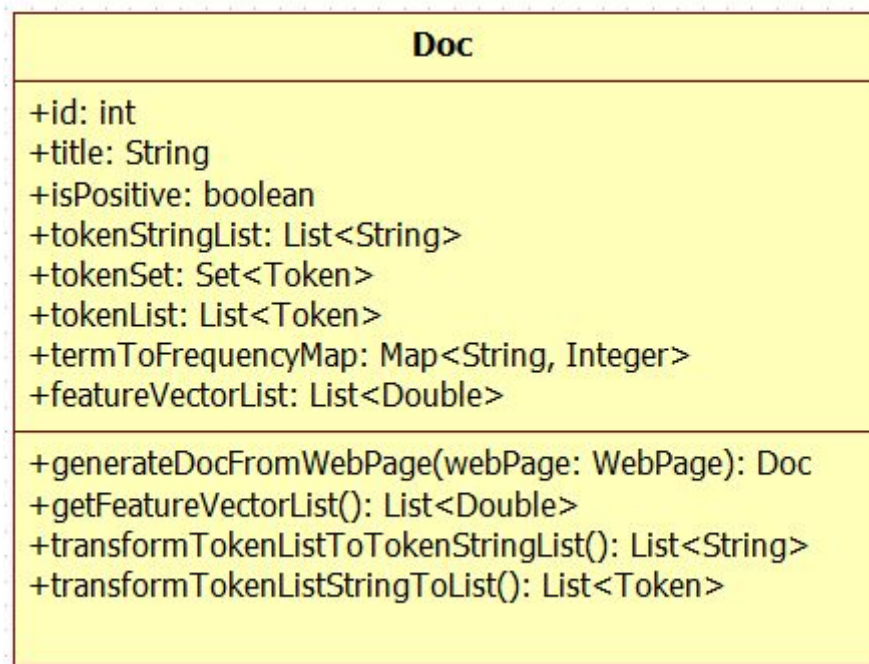 Doc
+id: int
+title: String
+isPositive: boolean
+tokenStringList: List<String>
+tokenSet: Set<Token>
+tokenList: List<Token>
+termToFrequencyMap: Map<String, Integer>
+featureVectorList: List<Double>
+generateDocFromWebPage(webPage: WebPage): Doc
+getFeatureVectorList(): List<Double>
+transformTokenListToTokenStringList(): List<String>
+transformTokenListStringToList(): List<Token>